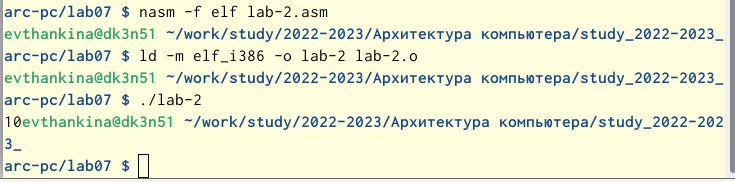 arc-pc/lab07 $ nasm -f elf lab-2.asm
evthankina@dk3n51 ~/work/study/2022-2023/Архитектура компьютера/study_2022-2023_
arc-pc/lab07 $ ld -m elf_i386 -o lab-2 lab-2.o
evthankina@dk3n51 ~/work/study/2022-2023/Архитектура компьютера/study_2022-2023_
arc-pc/lab07 $ ./lab-2
10evthankina@dk3n51 ~/work/study/2022-2023/Архитектура компьютера/study_2022-202
3_
arc-pc/lab07 $